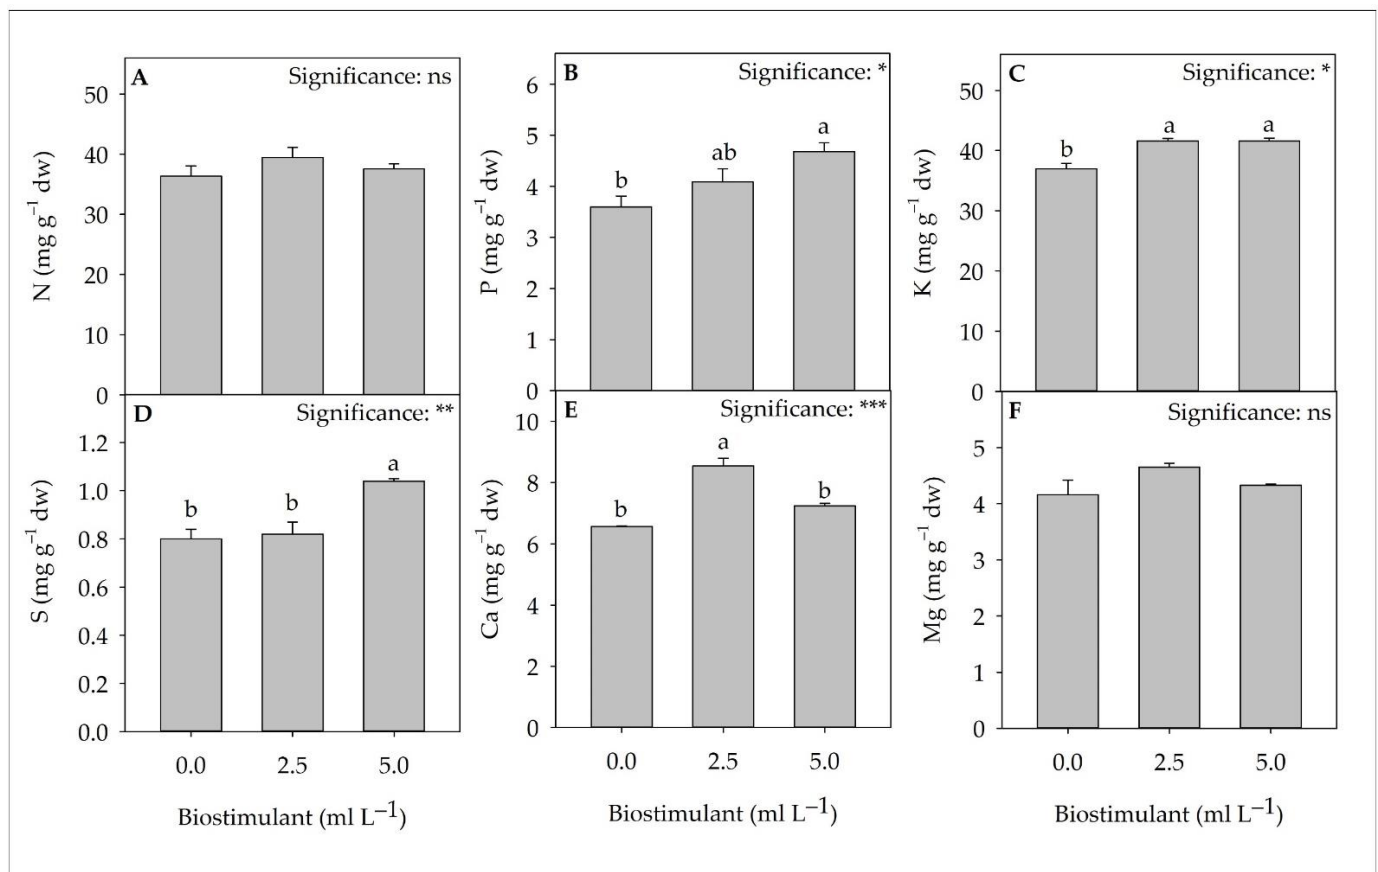 A
Significance: ns
50
40
30
20
10
0
N (mg g⁻¹ dw)
B
Significance: *
6
5
4
3
2
1
0
P (mg g⁻¹ dw)
b
ab
a
C
Significance: *
50
40
30
20
10
0
K (mg g⁻¹ dw)
b
a
a
D
Significance: **
1.2
1.0
0.8
0.6
0.4
0.2
0.0
S (mg g⁻¹ dw)
b
b
a
0.0 2.5 5.0
Biostimulant (ml L⁻¹)
E
Significance: ***
10
8
6
4
2
0
Ca (mg g⁻¹ dw)
b
a
b
0.0 2.5 5.0
Biostimulant (ml L⁻¹)
F
Significance: ns
5
4
3
2
1
0
Mg (mg g⁻¹ dw)
0.0 2.5 5.0
Biostimulant (ml L⁻¹)